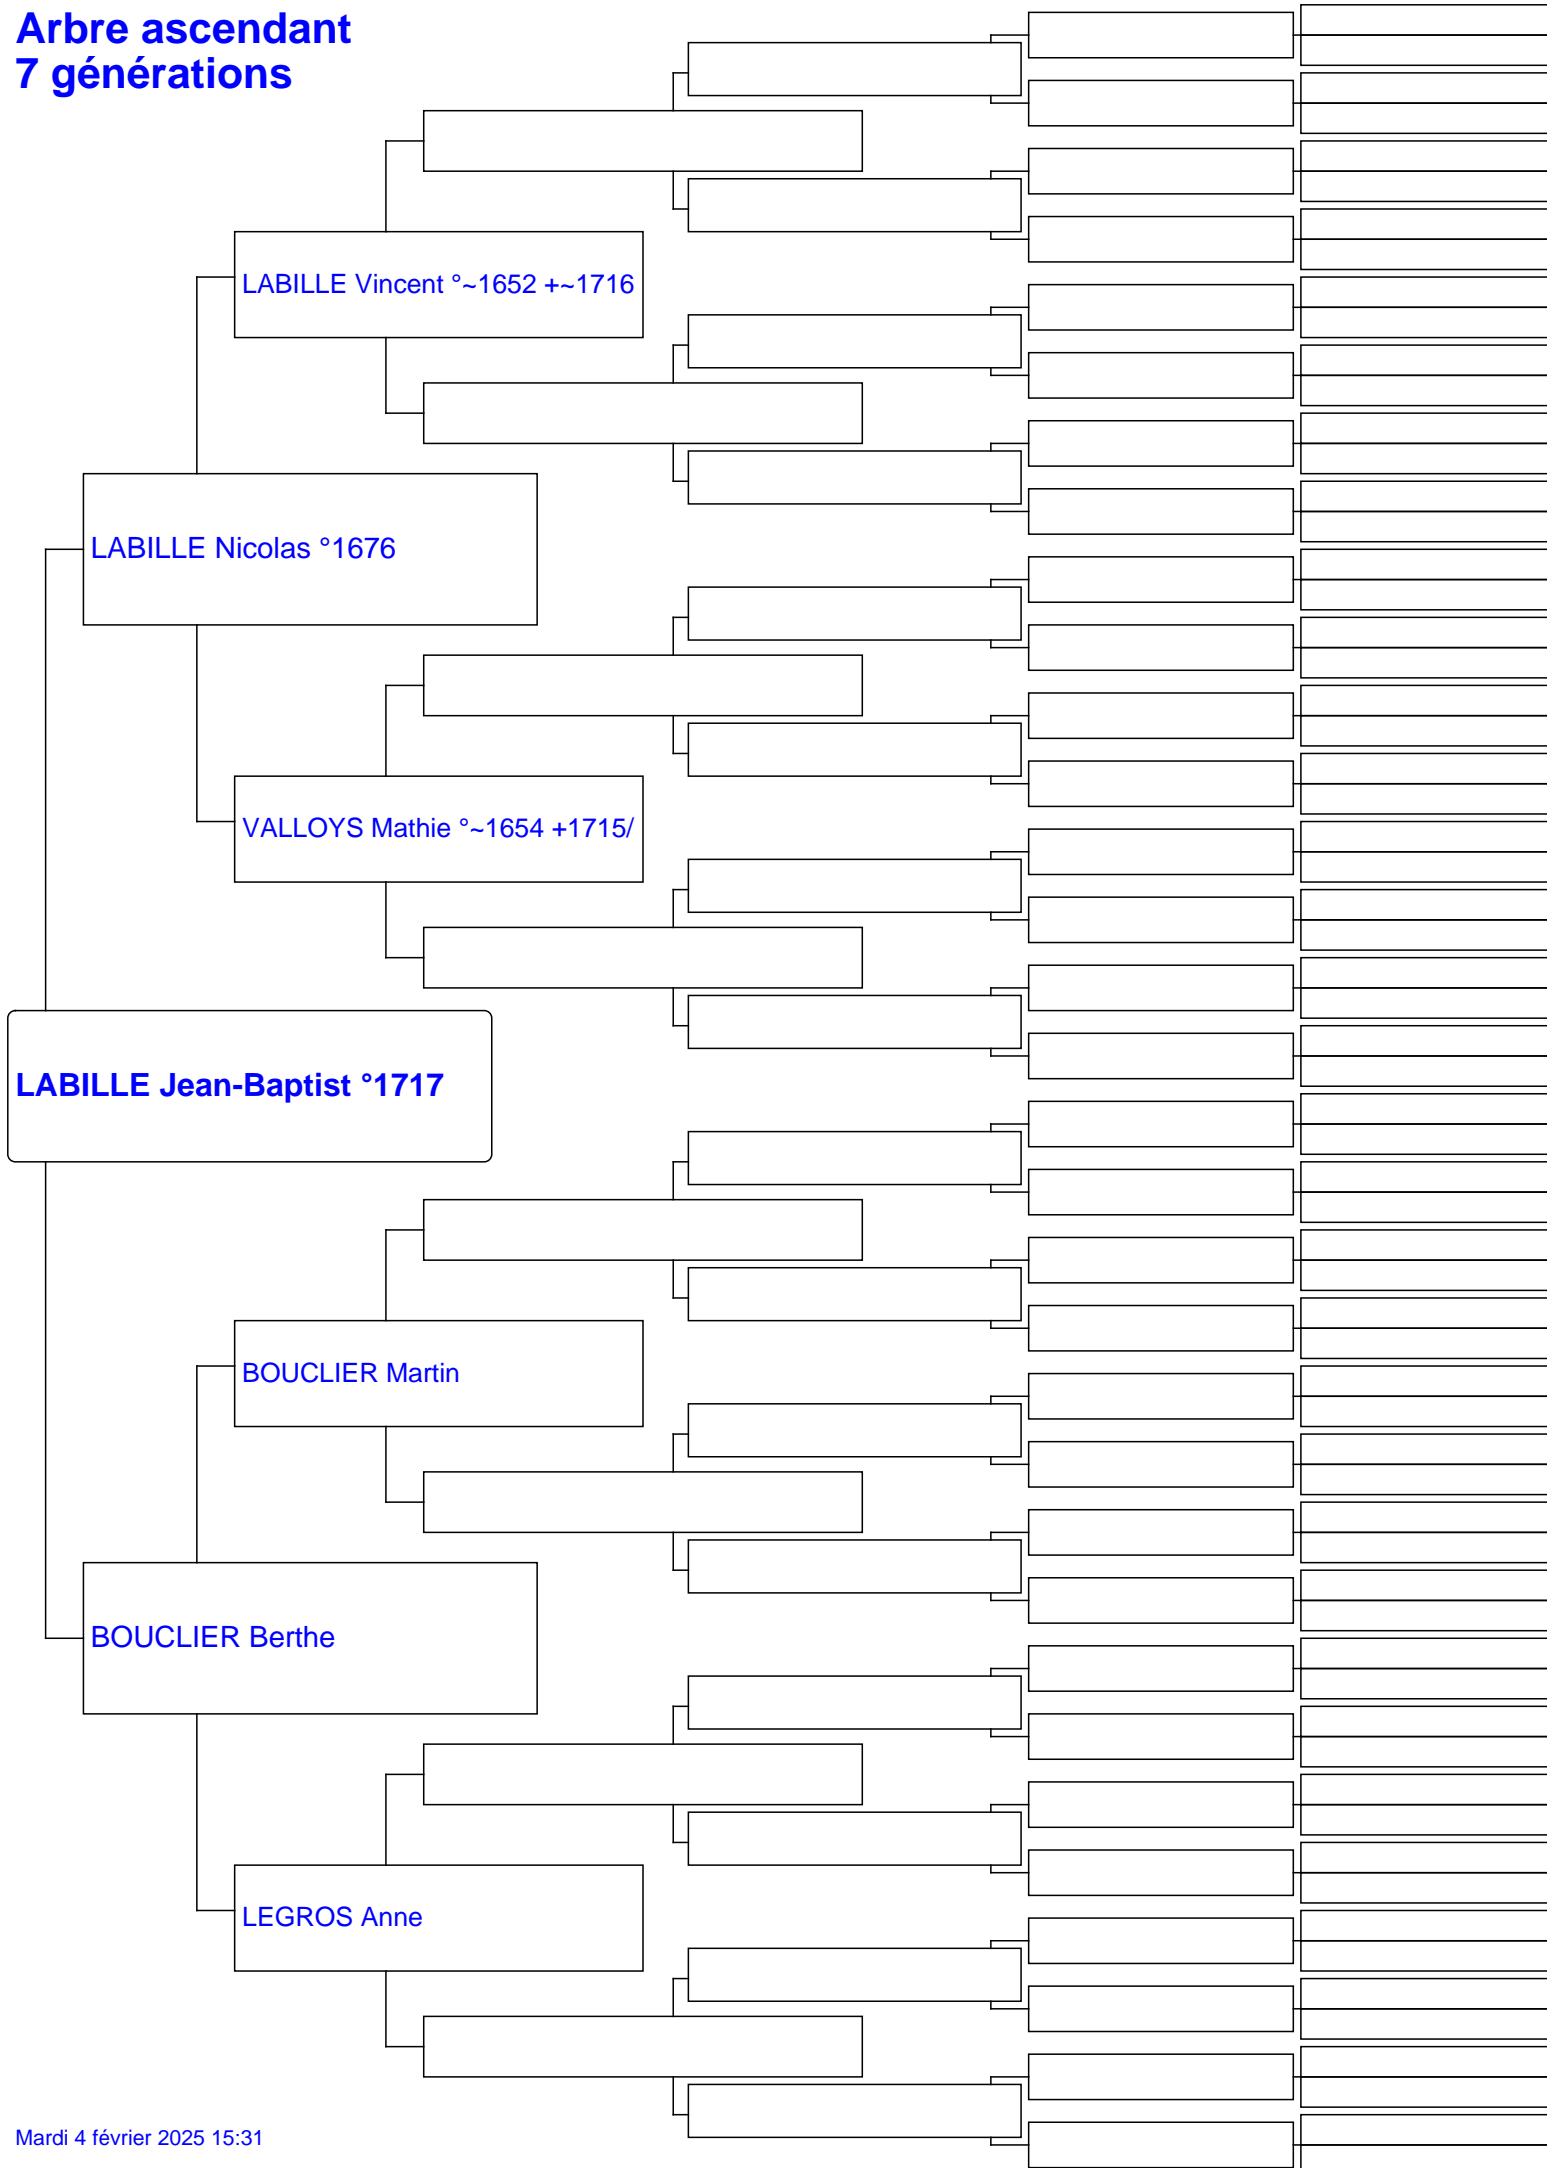 Arbre ascendant
7 générations
LABILLE Vincent °~1652 +~1716
LABILLE Nicolas °1676
VALLOYS Mathie °~1654 +1715/
LABILLE Jean-Baptist °1717
BOUCLIER Martin
BOUCLIER Berthe
LEGROS Anne
Mardi 4 février 2025 15:31